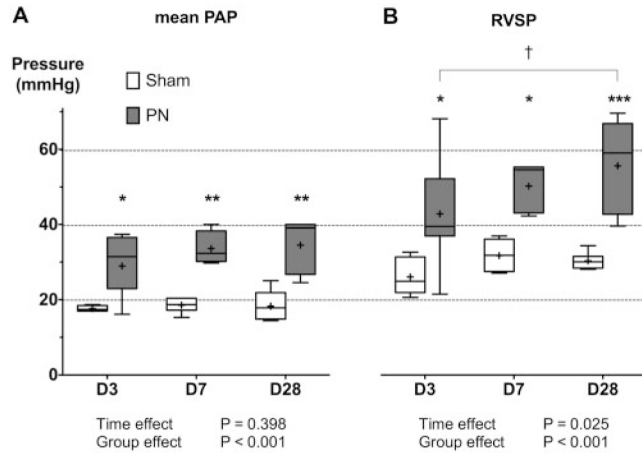 A
mean PAP
B
RVSP
Pressure
(mmHg)
Sham
PN
†
* * ***
* ** **
60
40
20
0
D3 D7 D28
D3 D7 D28
Time effect P = 0.398
Group effect P < 0.001
Time effect P = 0.025
Group effect P < 0.001